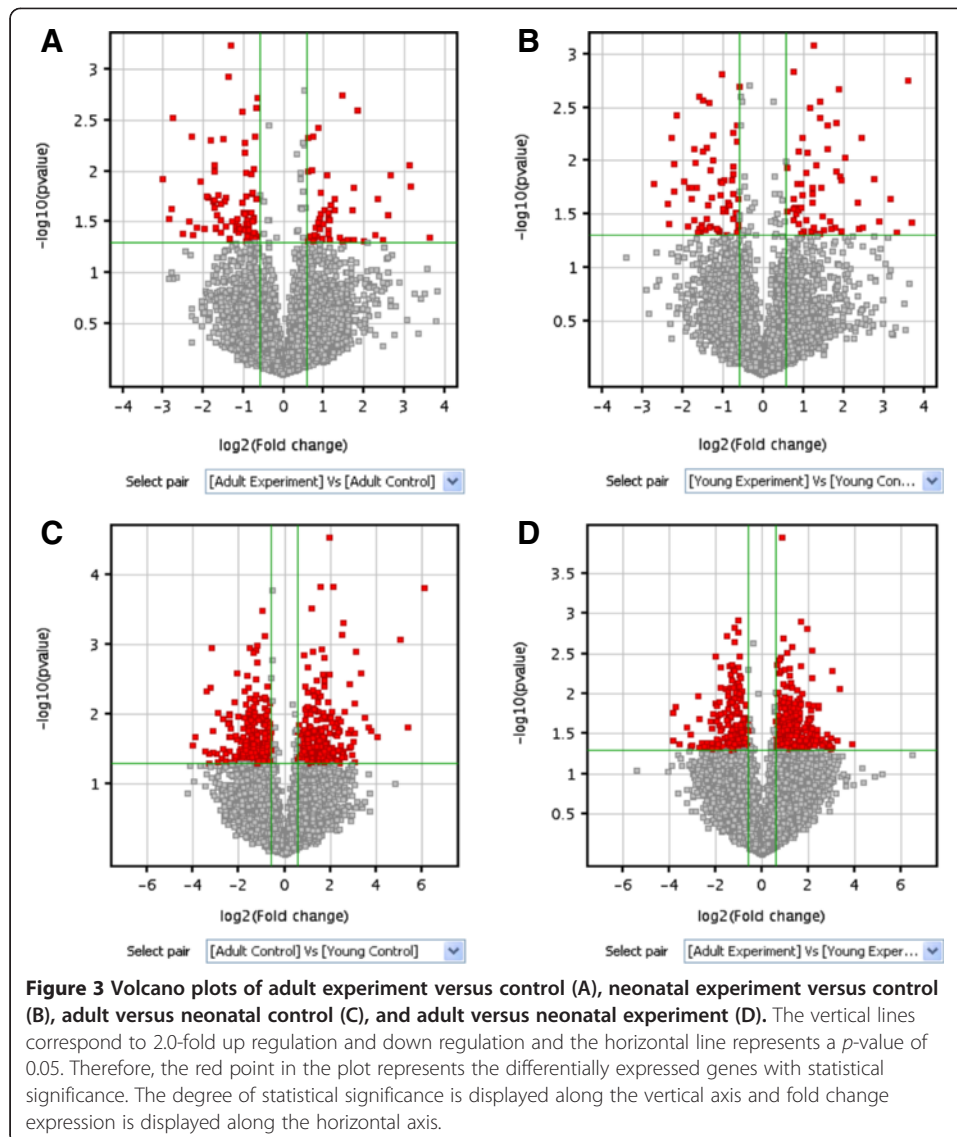 A
−log10(pvalue)
3
2.5
2
1.5
1
0.5
−4 −3 −2 −1 0 1 2 3 4
log2(Fold change)
Select pair [Adult Experiment] Vs [Adult Control]
B
−log10(pvalue)
3
2.5
2
1.5
1
0.5
−4 −3 −2 −1 0 1 2 3 4
log2(Fold change)
Select pair [Young Experiment] Vs [Young Con...
C
−log10(pvalue)
4
3
2
1
−6 −4 −2 0 2 4 6
log2(Fold change)
Select pair [Adult Control] Vs [Young Control]
D
−log10(pvalue)
3.5
3
2.5
2
1.5
1
0.5
−6 −4 −2 0 2 4 6
log2(Fold change)
Select pair [Adult Experiment] Vs [Young Exper...
Figure 3 Volcano plots of adult experiment versus control (A), neonatal experiment versus control
(B), adult versus neonatal control (C), and adult versus neonatal experiment (D). The vertical lines
correspond to 2.0-fold up regulation and down regulation and the horizontal line represents a p-value of
0.05. Therefore, the red point in the plot represents the differentially expressed genes with statistical
significance. The degree of statistical significance is displayed along the vertical axis and fold change
expression is displayed along the horizontal axis.